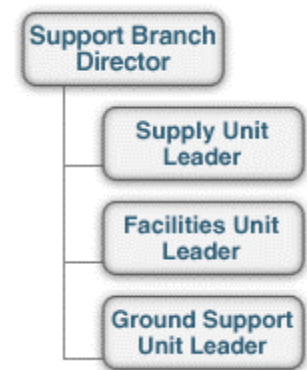 Support Branch
Director
Supply Unit
Leader
Facilities Unit
Leader
Ground Support
Unit Leader